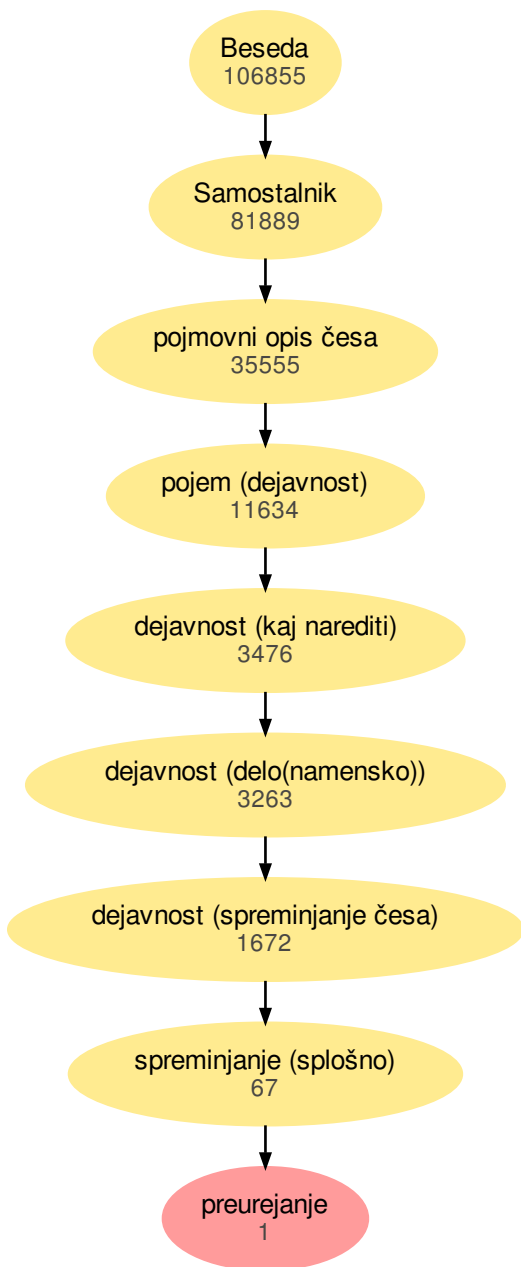 Beseda
106855
Samostalnik
81889
pojmovni opis česa
35555
pojem (dejavnost)
11634
dejavnost (kaj narediti)
3476
dejavnost (delo(namensko))
3263
dejavnost (spreminjanje česa)
1672
spreminjanje (splošno)
67
preurejanje
1